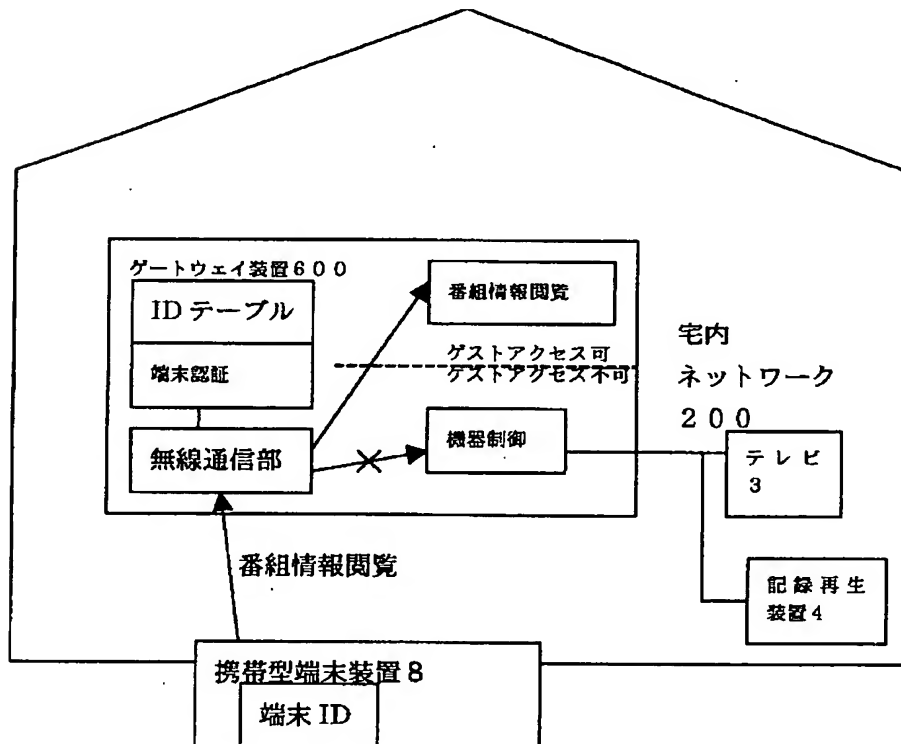 ゲートウェイ装置600
IDテーブル
端末認証
無線通信部
番組情報閲覧
ゲストアクセス可
ゲストアクセス不可
機器制御
宅内
ネットワーク
200
テレビ
3
記録再生
装置4
番組情報閲覧
携帯型端末装置8
端末ID